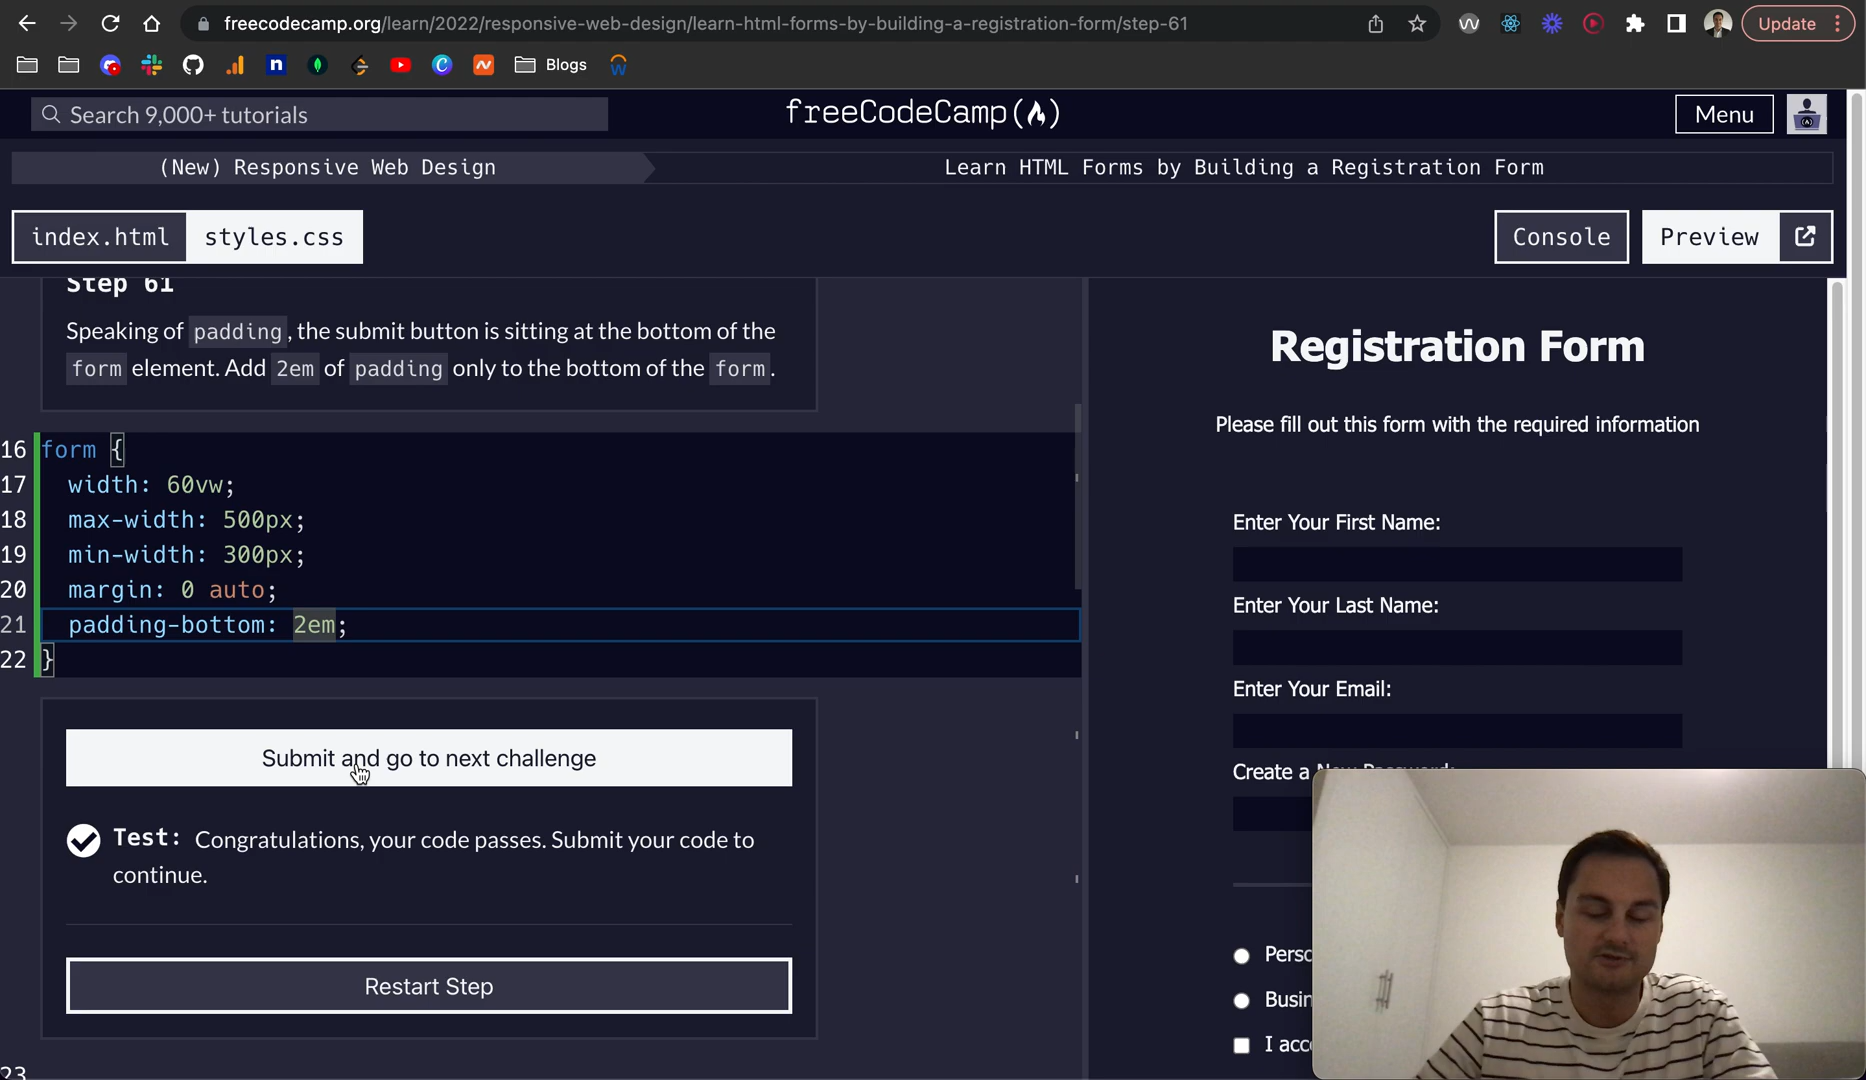 freecodecamp.org/learn/2022/responsive-web-design/learn-html-forms-by-building-a-registration-form/step-61
Update
Blogs
Search 9,000+ tutorials
freeCodeCamp(🔥)
Menu
(New) Responsive Web Design
Learn HTML Forms by Building a Registration Form
index.html
styles.css
Console
Preview
Step 61
Speaking of padding, the submit button is sitting at the bottom of the
form element. Add 2em of padding only to the bottom of the form.
16 form {
17 width: 60vw;
18 max-width: 500px;
19 min-width: 300px;
20 margin: 0 auto;
21 padding-bottom: 2em;
22 }
Submit and go to next challenge
Test: Congratulations, your code passes. Submit your code to
continue.
Restart Step
23
Registration Form
Please fill out this form with the required information
Enter Your First Name:
Enter Your Last Name:
Enter Your Email:
Create a New Password:
Perso
Busin
I acc